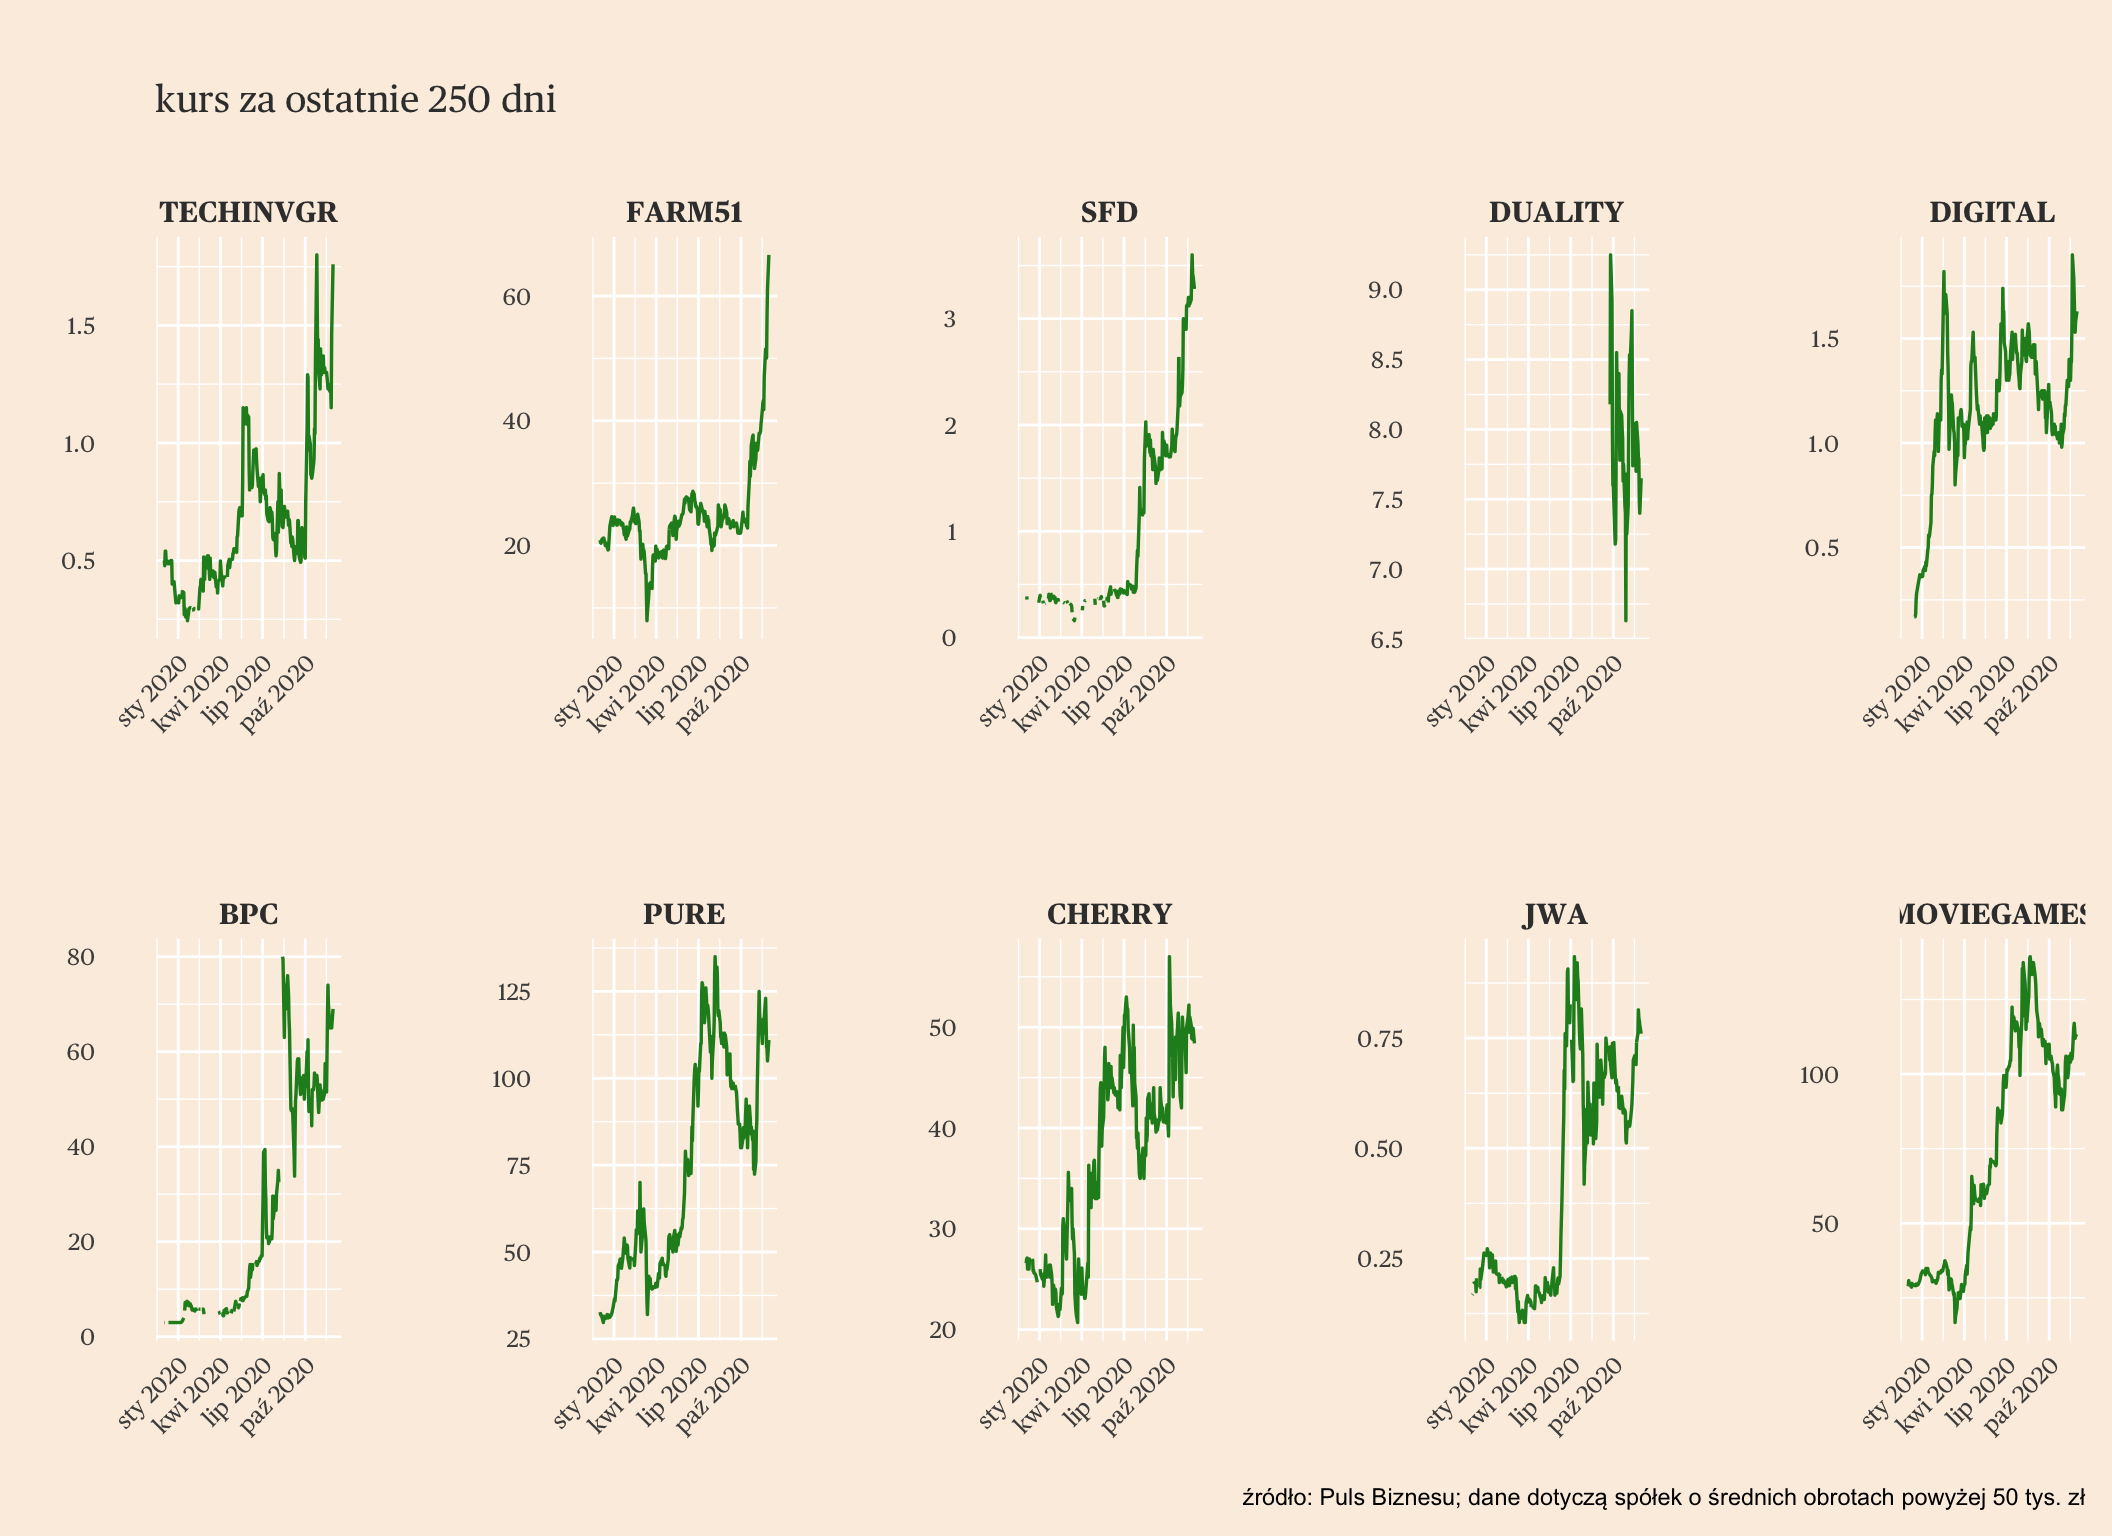 kurs za ostatnie 250 dni
TECHINVGR
FARM51
SFD
DUALITY
DIGITAL
1.5
1.0
0.5
sty 2020
kwi 2020
lip 2020
paź 2020
60
40
20
sty 2020
kwi 2020
lip 2020
paź 2020
3
2
1
0
sty 2020
kwi 2020
lip 2020
paź 2020
9.0
8.5
8.0
7.5
7.0
6.5
sty 2020
kwi 2020
lip 2020
paź 2020
1.5
1.0
0.5
sty 2020
kwi 2020
lip 2020
paź 2020
BPC
PURE
CHERRY
JWA
MOVIEGAMES
80
60
40
20
0
sty 2020
kwi 2020
lip 2020
paź 2020
125
100
75
50
25
sty 2020
kwi 2020
lip 2020
paź 2020
50
40
30
20
sty 2020
kwi 2020
lip 2020
paź 2020
0.75
0.50
0.25
sty 2020
kwi 2020
lip 2020
paź 2020
100
50
sty 2020
kwi 2020
lip 2020
paź 2020
źródło: Puls Biznesu; dane dotyczą spółek o średnich obrotach powyżej 50 tys. zł